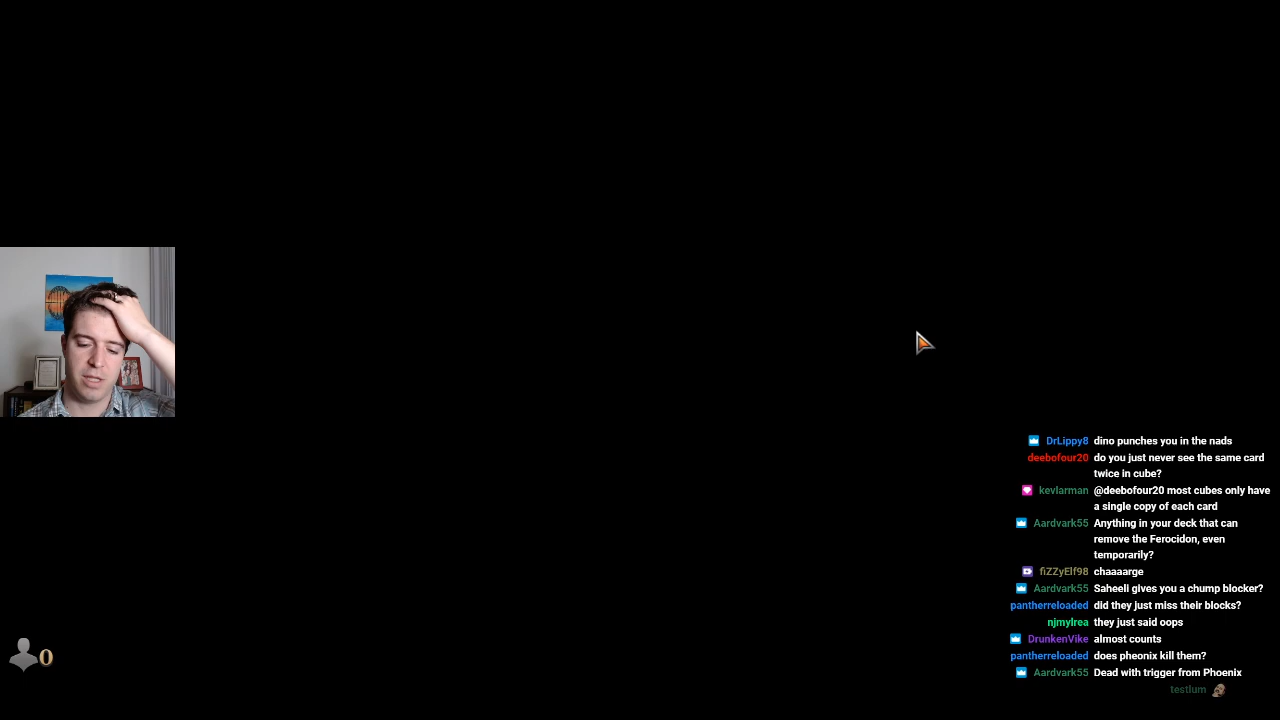 DrLippy8 dino punches you in the nads
deebofour20 do you just never see the same card
twice in cube?
kevlarman @deebofour20 most cubes only have
a single copy of each card
Aardvark55 Anything in your deck that can
remove the Ferocidon, even
temporarily?
fiZZyElf98 chaaaarge
Aardvark55 Saheeli gives you a chump blocker?
pantherreloaded did they just miss their blocks?
njmylrea they just said oops
DrunkenVike almost counts
pantherreloaded does pheonix kill them?
Aardvark55 Dead with trigger from Phoenix
testlum
0